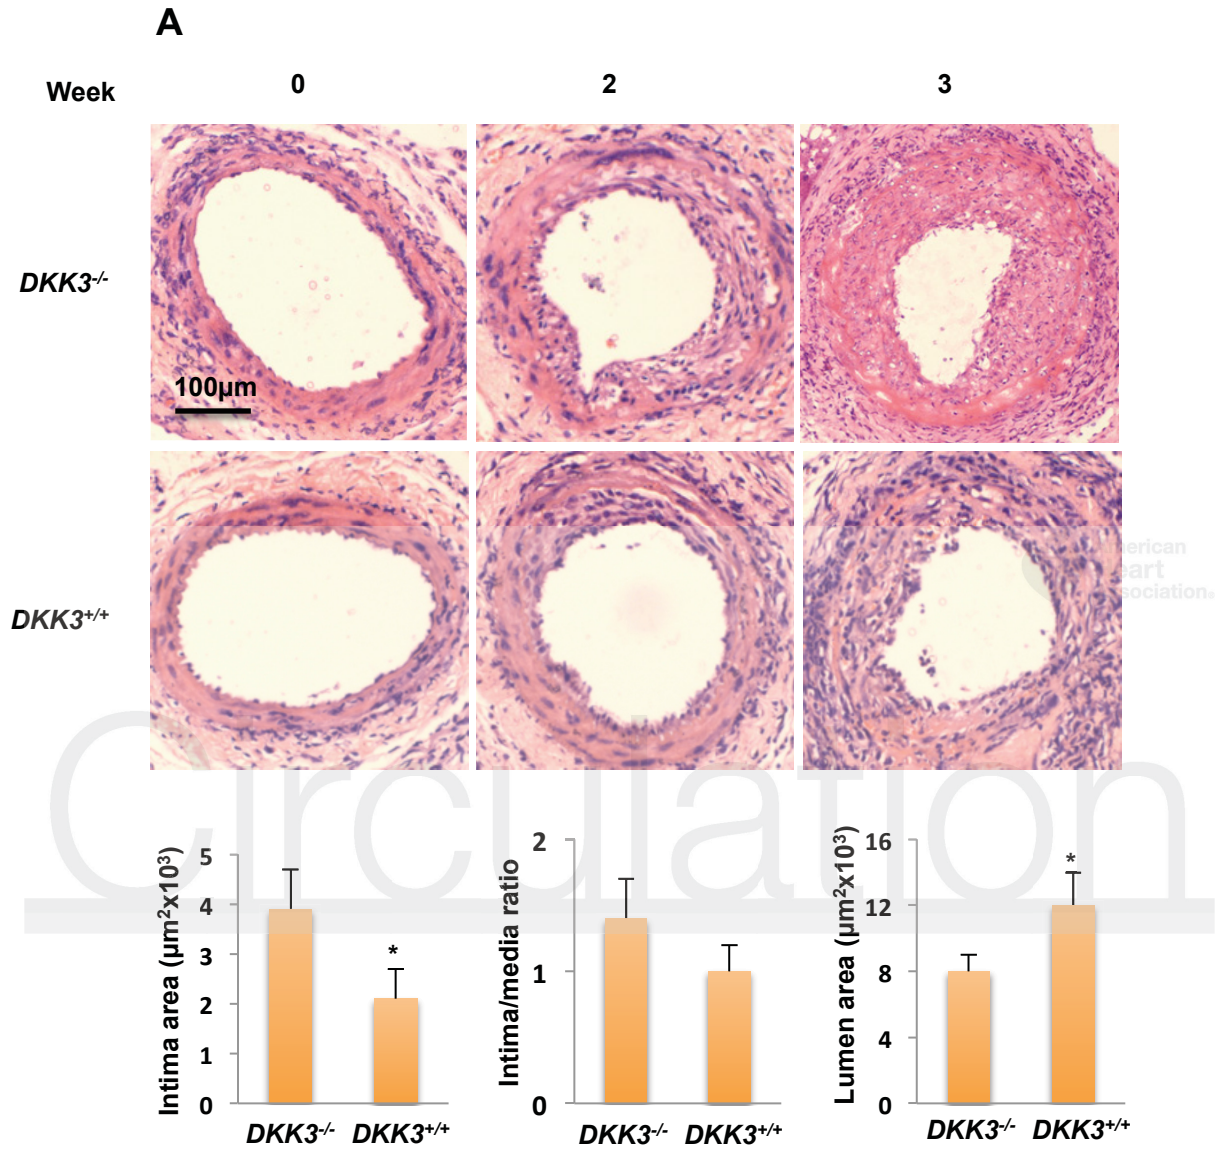 A
Week 0 2 3
DKK3-/-
100µm
DKK3+/+
American
Heart
Association®
Circulation
Intima area (µm²x10³)
5
4
3
2
1
0
*
DKK3-/- DKK3+/+
Intima/media ratio
2
1
0
DKK3-/- DKK3+/+
Lumen area (µm²x10³)
16
12
8
4
0
*
DKK3-/- DKK3+/+